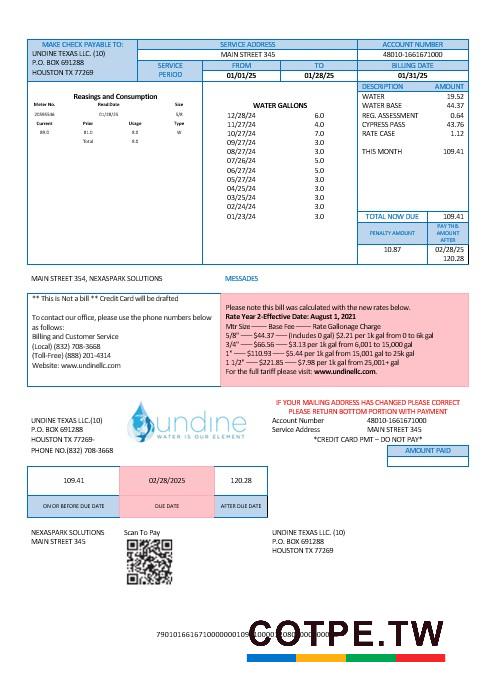 MAKE CHECK PAYABLE TO: SERVICE ADDRESS ACCOUNT NUMBER
UNDINE TEXAS LLC. (10) MAIN STREET 345 48010-1661671000
P.O. BOX 691288
HOUSTON TX 77269
SERVICE PERIOD FROM TO BILLING DATE
01/01/25 01/28/25 01/31/25
Reasings and Consumption
Meter No. Read Date Size
01/28/25 5/8
Current Prior Usage Type
89.0 81.0 W
Total
WATER GALLONS
12/28/24 6.0
11/27/24 4.0
10/27/24 7.0
09/27/24 3.0
08/27/24 3.0
07/26/24 5.0
06/27/24 5.0
05/27/24 3.0
04/25/24 3.0
03/25/24 3.0
02/24/24 3.0
01/23/24 3.0
DESCRIPTION AMOUNT
WATER 19.52
WATER BASE 44.37
REG. ASSESSMENT 0.64
CYPRESS PASS 43.76
RATE CASE 1.12
THIS MONTH 109.41
TOTAL NOW DUE 109.41
PENALTY AMOUNT PAY THIS AMOUNT AFTER
10.87 02/28/25
120.28
MAIN STREET 354, NEXASPARK SOLUTIONS MESSADES
** This is Not a bill ** Credit Card will be drafted
To contact our office, please use the phone numbers below
as follows:
Billing and Customer Service
(Local) (832) 708-3668
(Toll-Free) (888) 201-4314
Website: www.undinellc.com
Please note this bill was calculated with the new rates below.
Rate Year 2-Effective Date: August 1, 2021
Mtr Size —— Base Fee —— Rate Gallonage Charge
5/8" —— $44.37 —— (includes 0 gal) $2.21 per 1k gal from 0 to 6k gal
3/4" —— $66.56 —— $3.13 per 1k gal from 6,001 to 15,000 gal
1" —— $110.93 —— $5.44 per 1k gal from 15,001 gal to 25k gal
1 1/2" —— $221.85 —— $7.98 per 1k gal from 25,001+ gal
For the full tariff please visit: www.undinellc.com.
UNDINE TEXAS LLC.(10)
P.O. BOX 691288
HOUSTON TX 77269-
PHONE NO.(832) 708-3668
undine
WATER IS OUR ELEMENT
IF YOUR MAILING ADDRESS HAS CHANGED PLEASE CORRECT
PLEASE RETURN BOTTOM PORTION WITH PAYMENT
Account Number 48010-1661671000
Service Address MAIN STREET 345
*CREDIT CARD PMT – DO NOT PAY*
AMOUNT PAID
109.41 02/28/2025 120.28
ON OR BEFORE DUE DATE DUE DATE AFTER DUE DATE
NEXASPARK SOLUTIONS
MAIN STREET 345
Scan To Pay
UNDINE TEXAS LLC. (10)
P.O. BOX 691288
HOUSTON TX 77269
COTPE.TW